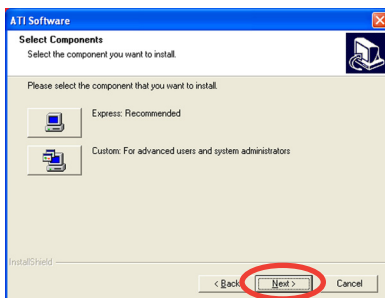 ATI Software
Select Components
Select the component you want to install.
Please select the component that you want to install.
Express: Recommended
Custom: For advanced users and system administrators
InstallShield
< Back Next > Cancel